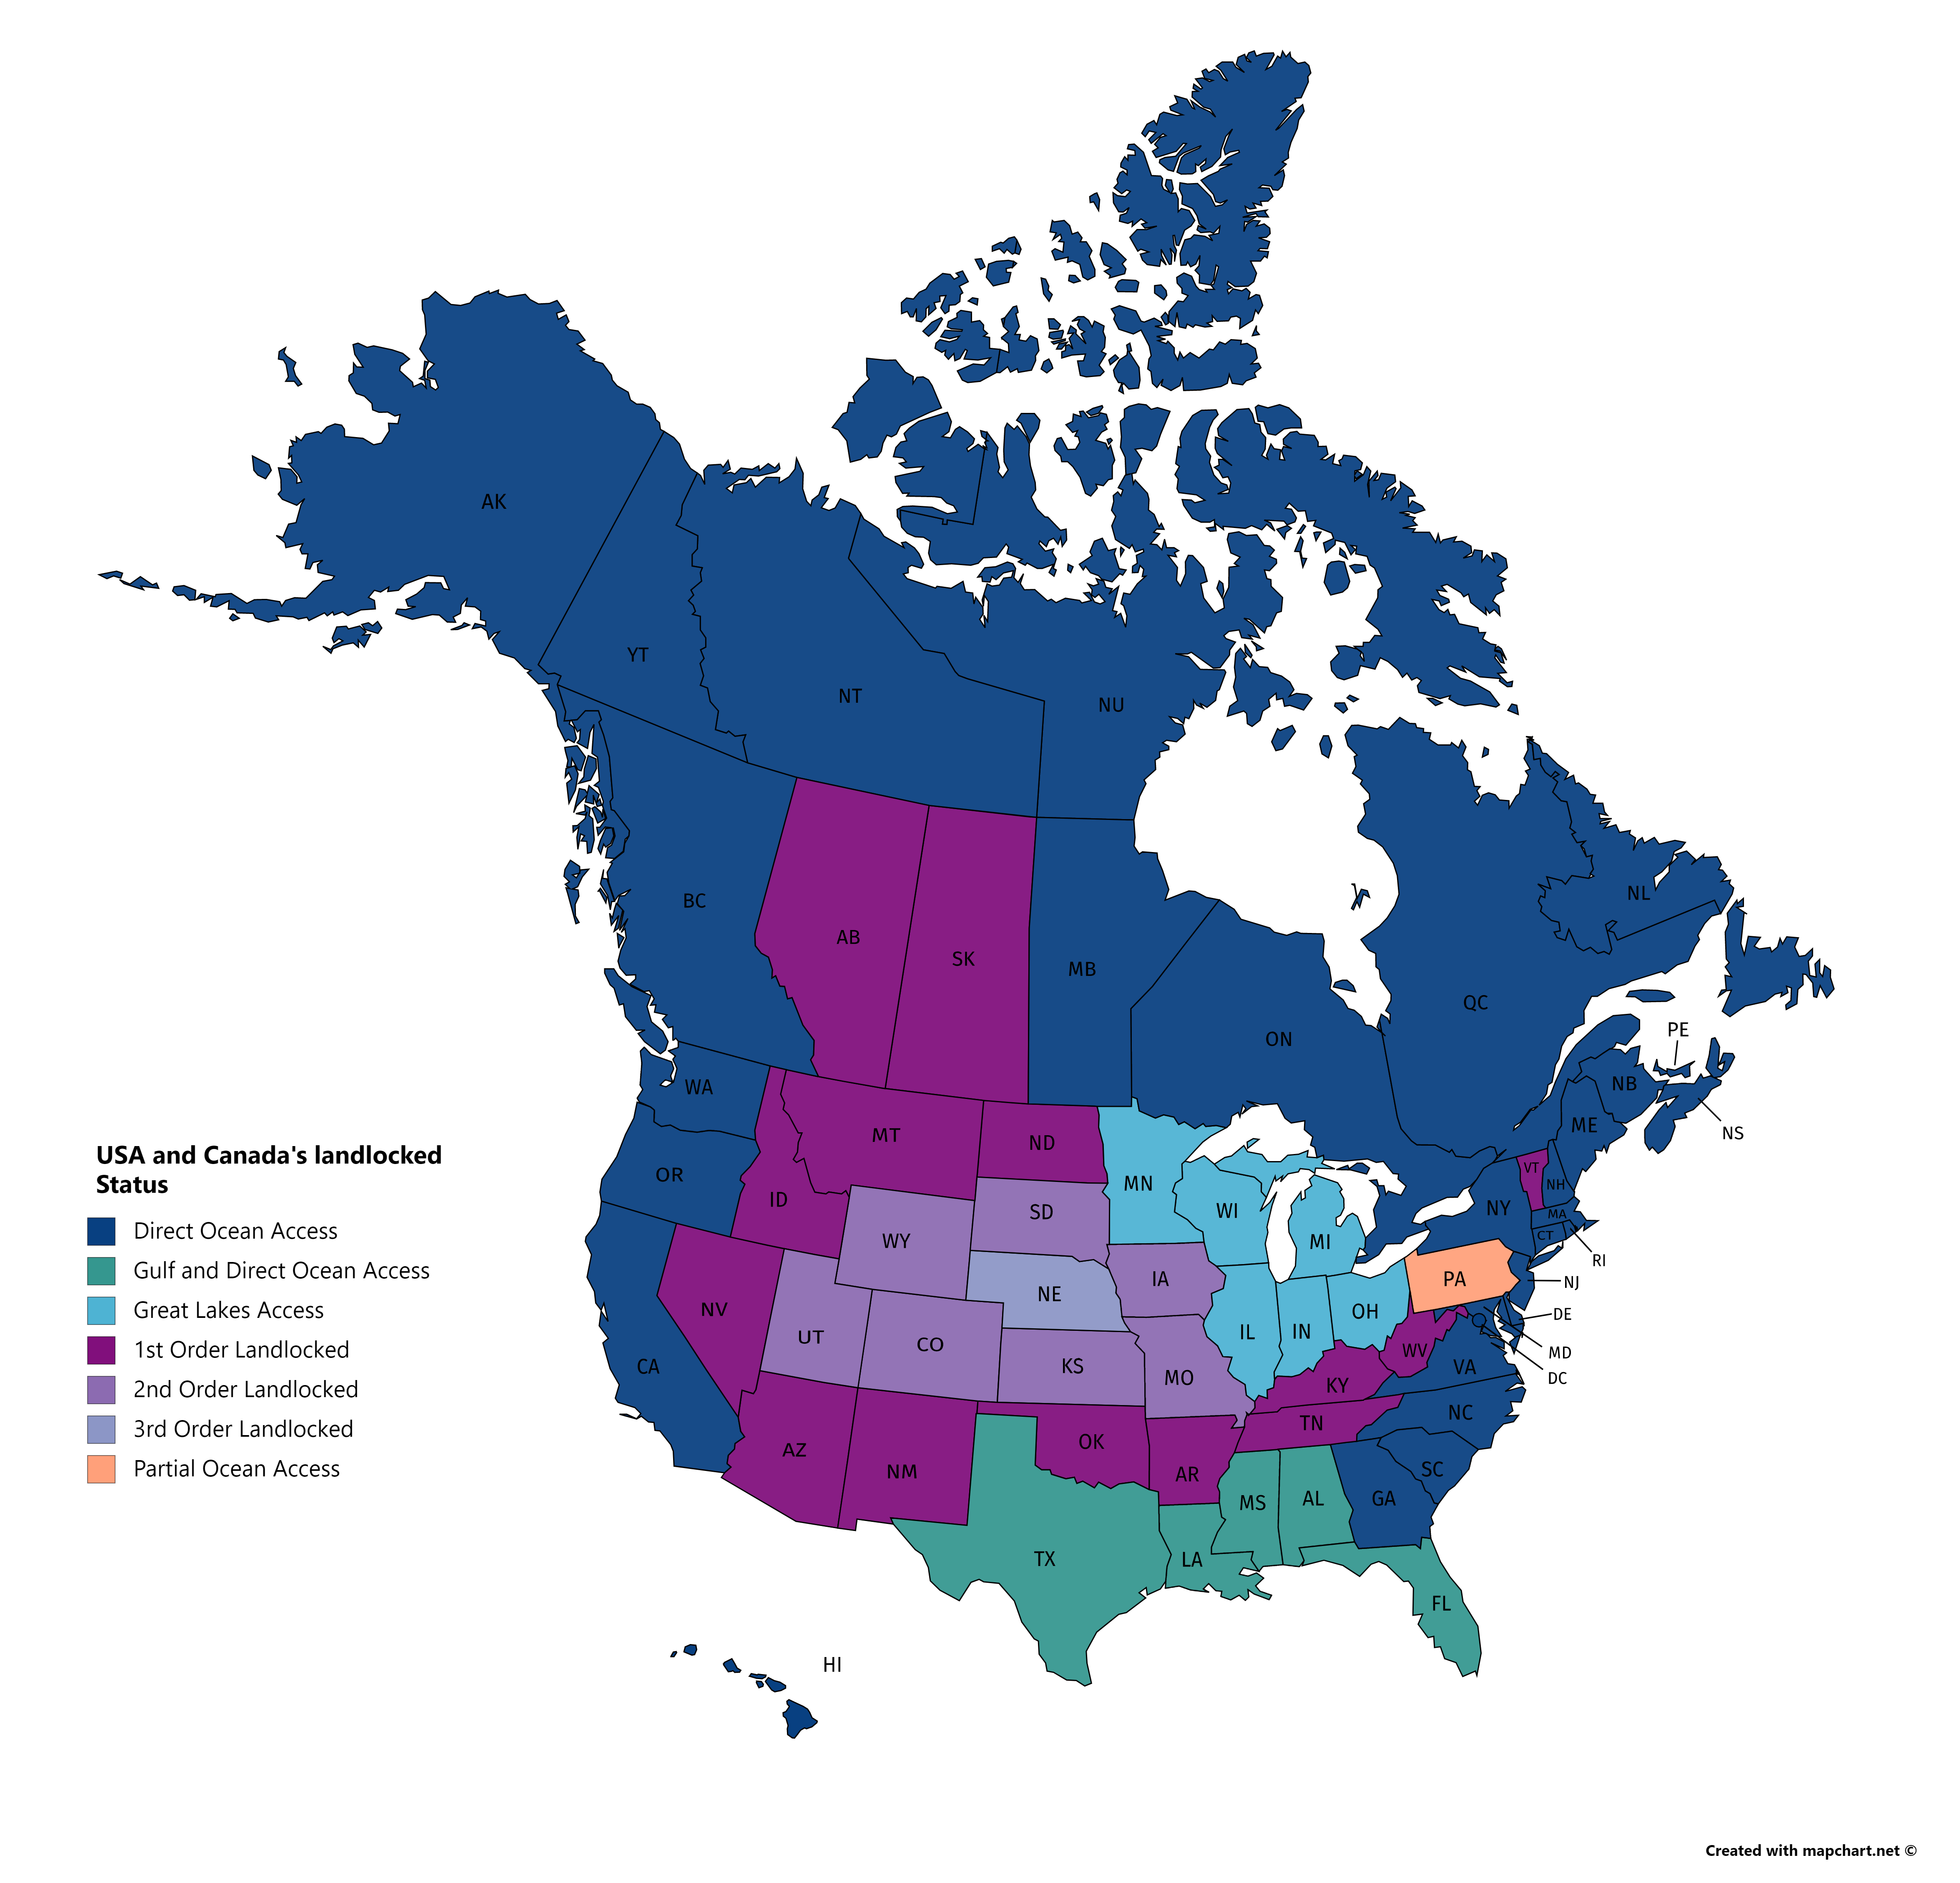 AK
YT
NT
NU
BC
AB
SK
MB
ON
QC
NL
PE
NB
NS
ME
WA
MT
ND
MN
OR
ID
SD
WI
MI
NY
VT
NH
MA
CT
RI
WY
IA
PA
NJ
NE
NV
UT
CO
KS
MO
IL
IN
OH
WV
DE
MD
DC
VA
CA
KY
NC
TN
AZ
NM
OK
AR
SC
GA
MS
AL
TX
LA
FL
HI
USA and Canada's landlocked
Status
Direct Ocean Access
Gulf and Direct Ocean Access
Great Lakes Access
1st Order Landlocked
2nd Order Landlocked
3rd Order Landlocked
Partial Ocean Access
Created with mapchart.net ©